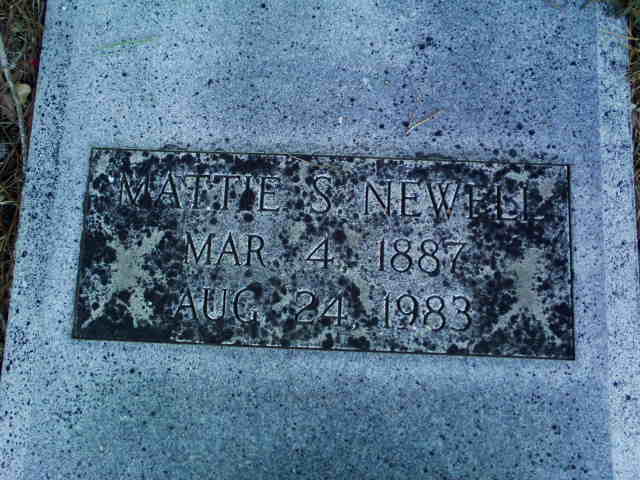 MATTIE S. NEWELL
MAR. 4, 1887
AUG. 24, 1983